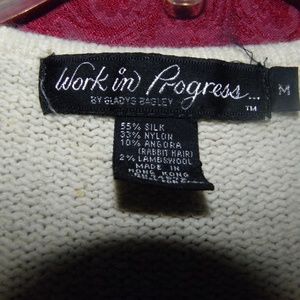 Work in Progress...
BY GLADYS BAGLEY
TM
M
55% SILK
33% NYLON
10% ANGORA
(RABBIT HAIR)
2% LAMBSWOOL
MADE IN
HONG KONG